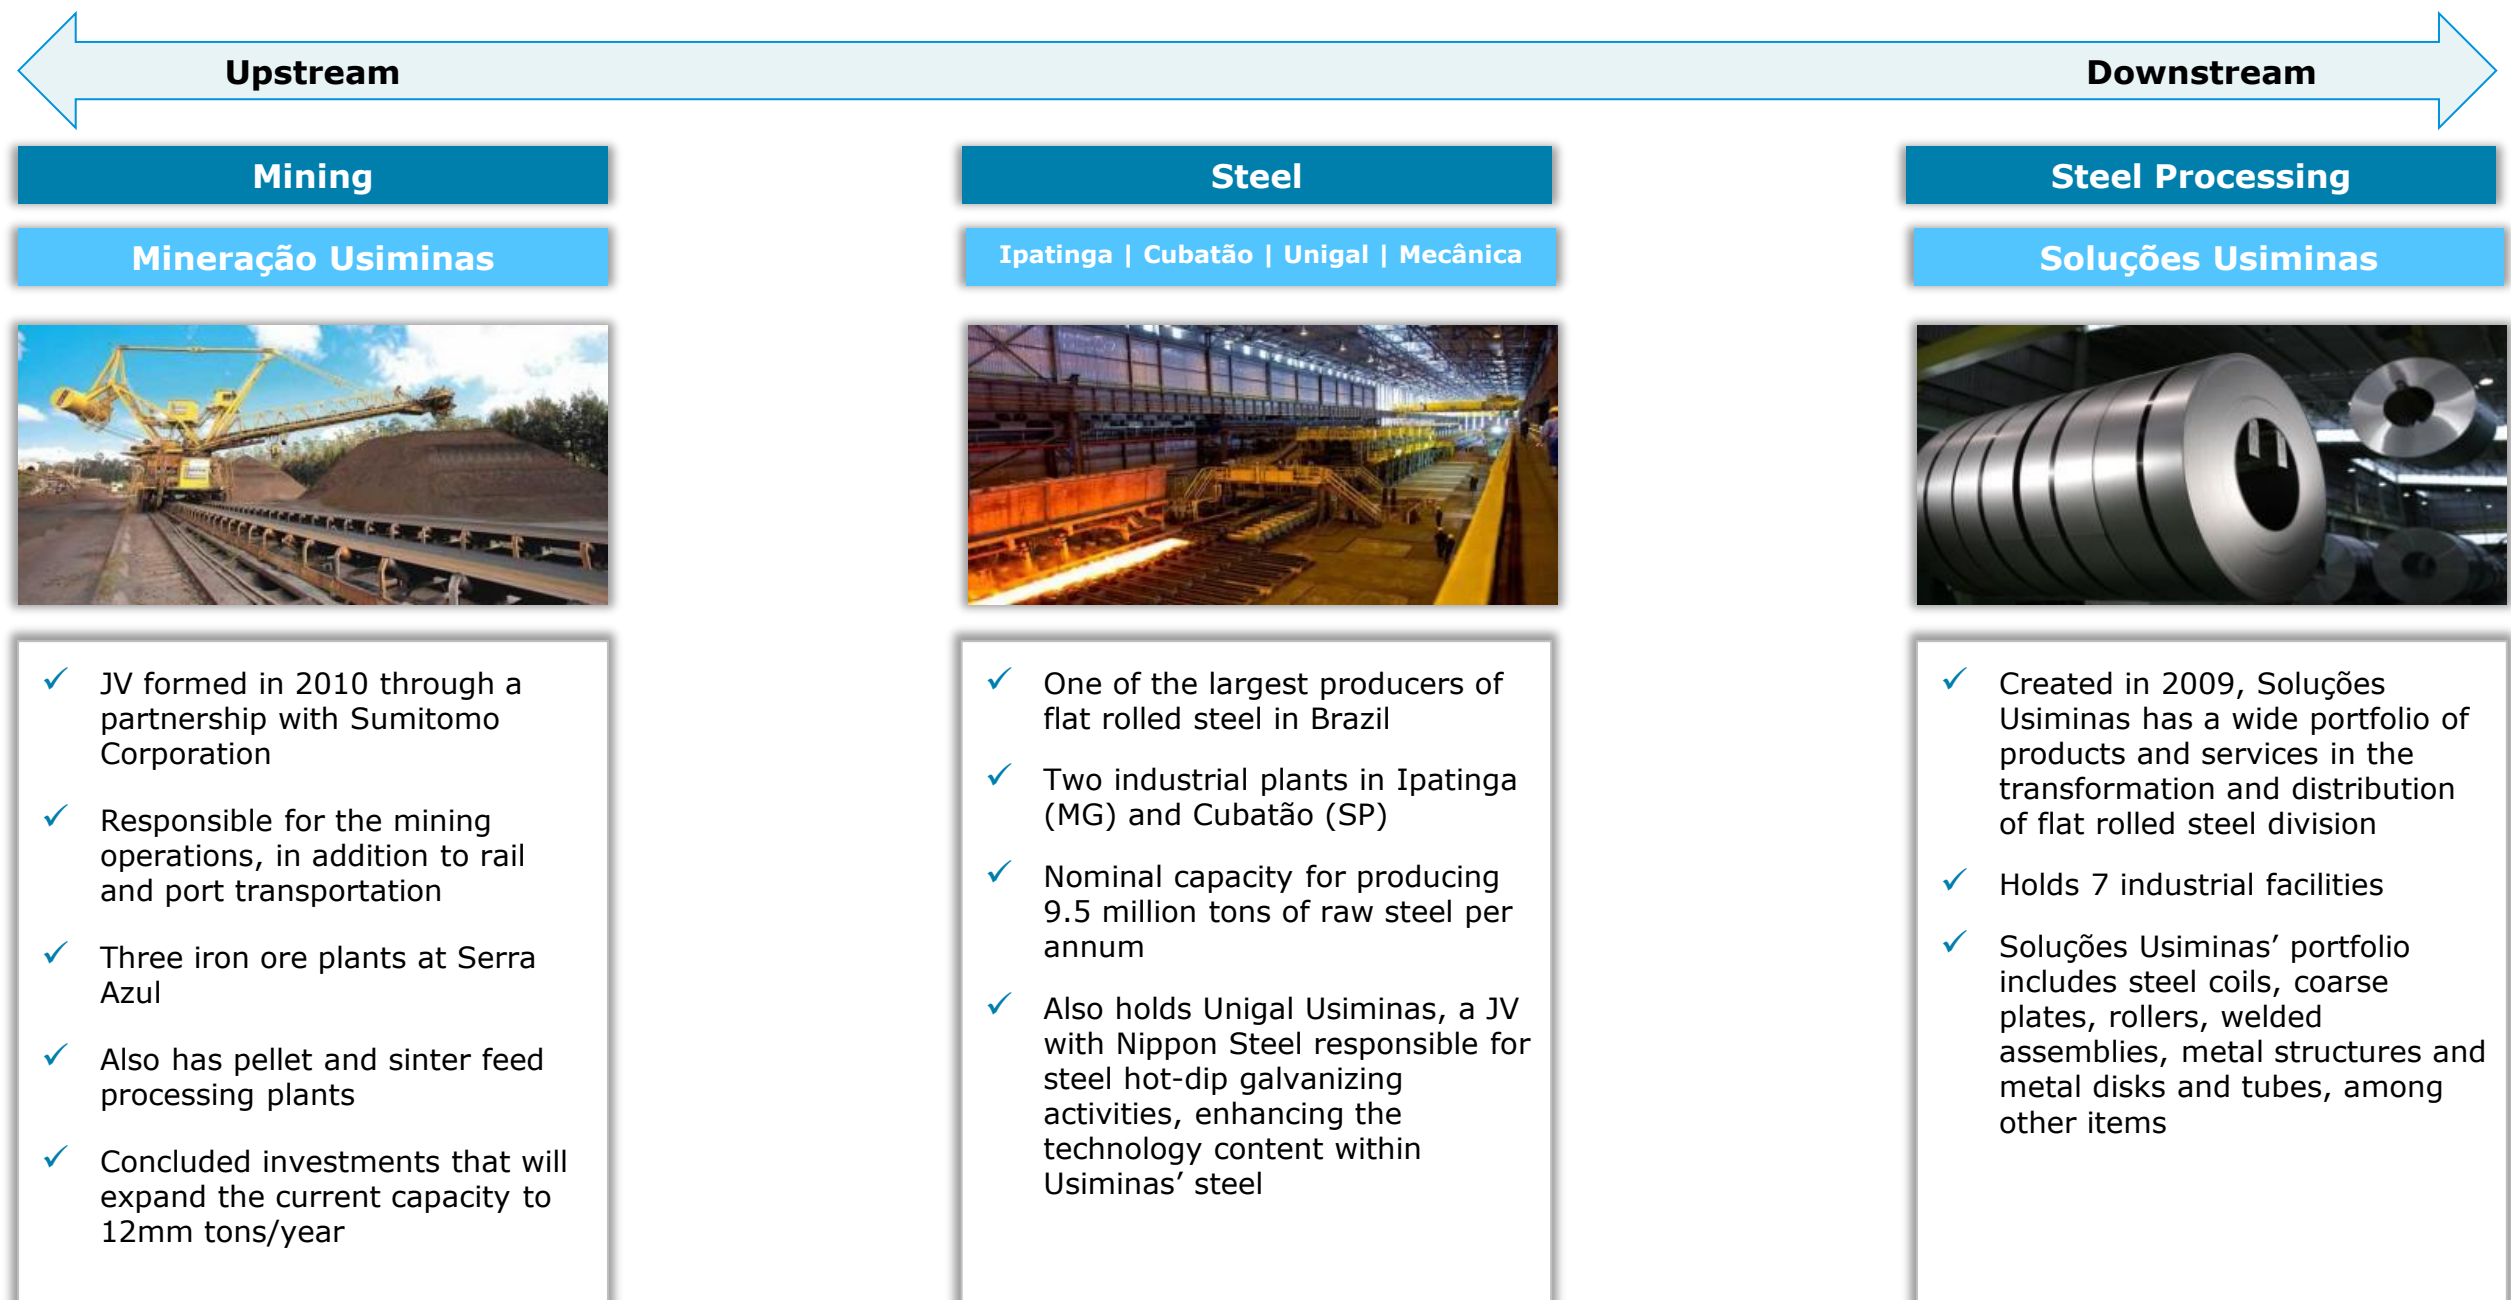 Upstream
Downstream
Mining
Mineração Usiminas
✓ JV formed in 2010 through a
partnership with Sumitomo
Corporation
✓ Responsible for the mining
operations, in addition to rail
and port transportation
✓ Three iron ore plants at Serra
Azul
✓ Also has pellet and sinter feed
processing plants
✓ Concluded investments that will
expand the current capacity to
12mm tons/year
Steel
Ipatinga | Cubatão | Unigal | Mecânica
✓ One of the largest producers of
flat rolled steel in Brazil
✓ Two industrial plants in Ipatinga
(MG) and Cubatão (SP)
✓ Nominal capacity for producing
9.5 million tons of raw steel per
annum
✓ Also holds Unigal Usiminas, a JV
with Nippon Steel responsible for
steel hot-dip galvanizing
activities, enhancing the
technology content within
Usiminas’ steel
Steel Processing
Soluções Usiminas
✓ Created in 2009, Soluções
Usiminas has a wide portfolio of
products and services in the
transformation and distribution
of flat rolled steel division
✓ Holds 7 industrial facilities
✓ Soluções Usiminas’ portfolio
includes steel coils, coarse
plates, rollers, welded
assemblies, metal structures and
metal disks and tubes, among
other items